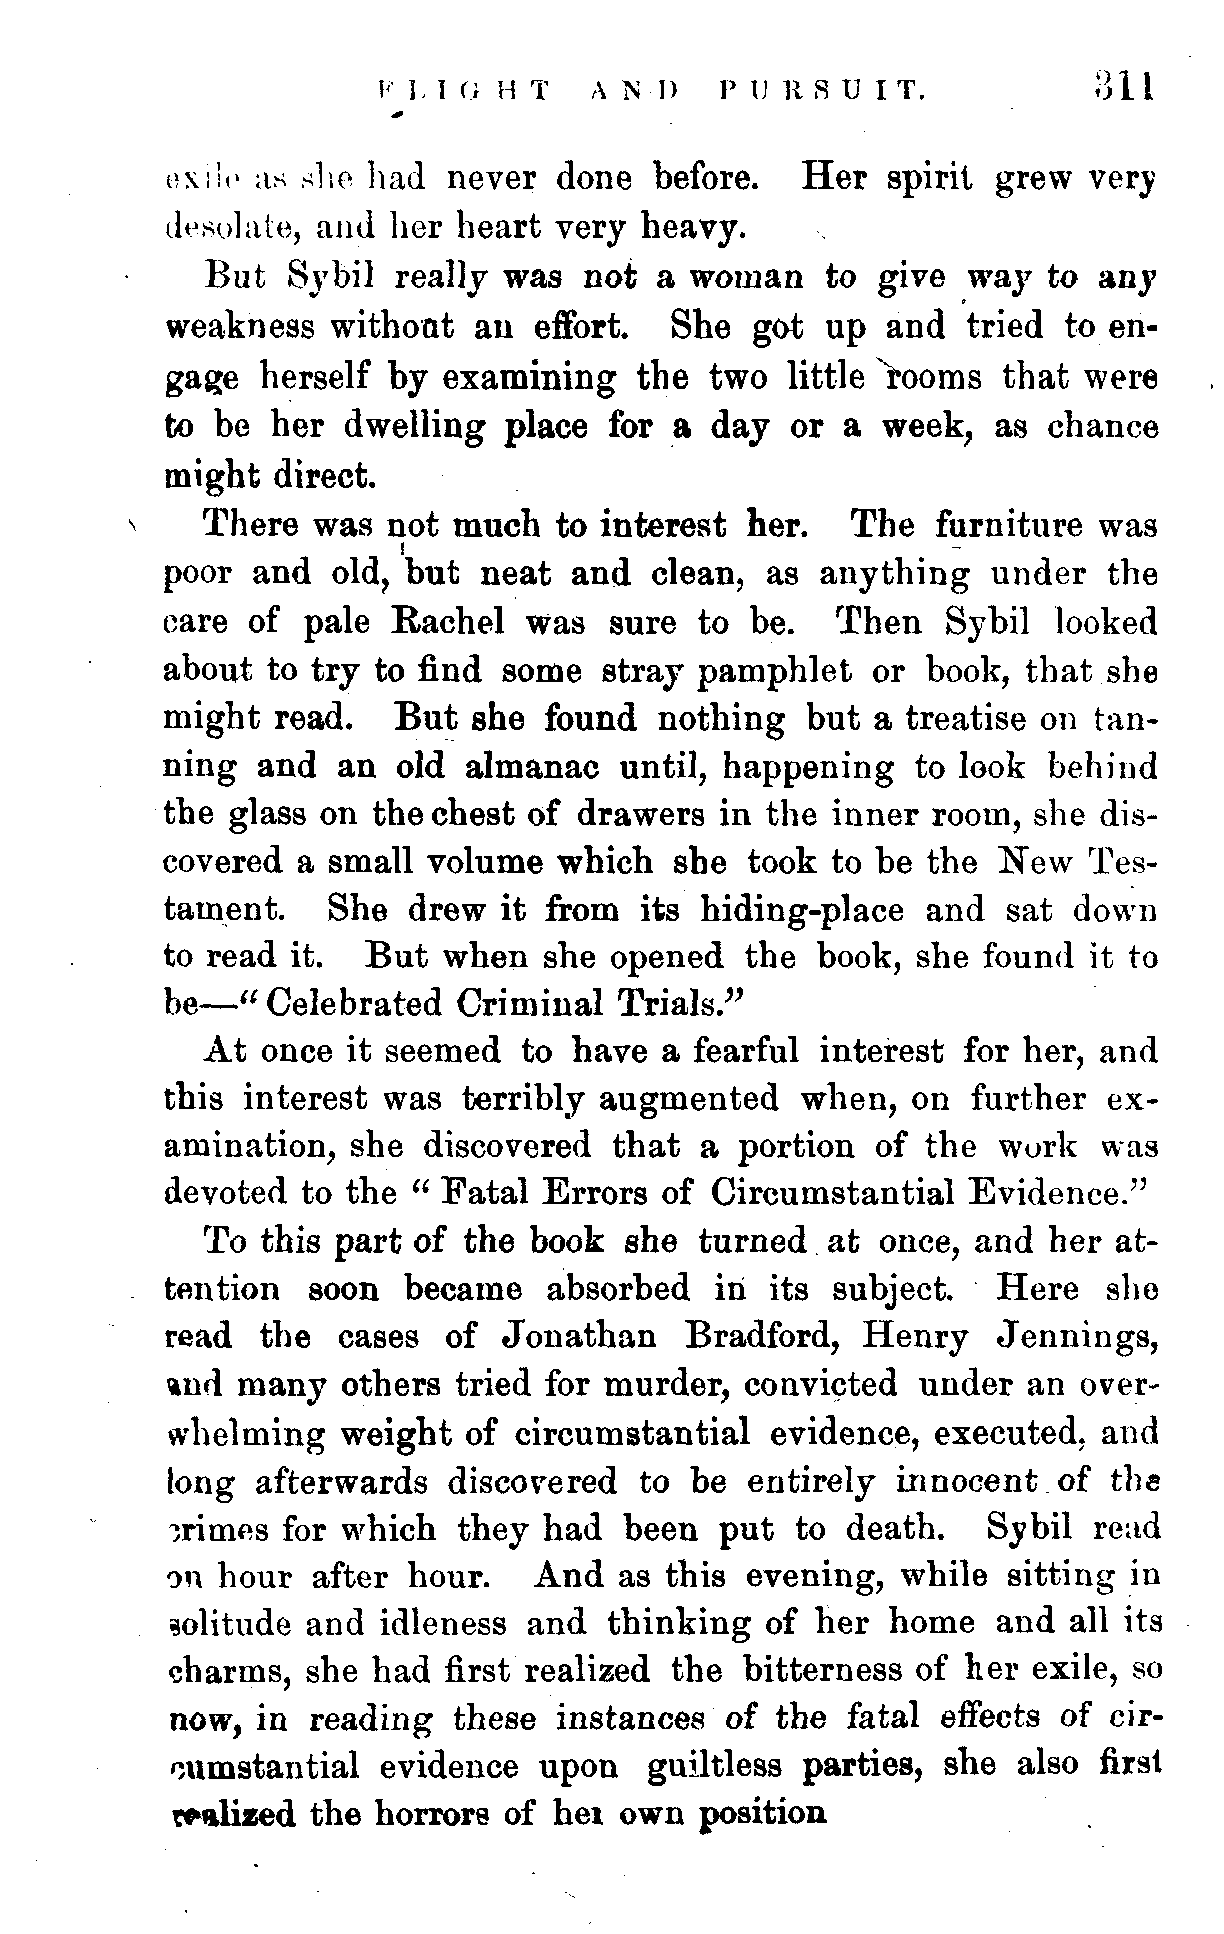 FLIGHT AND PURSUIT. 311
exile as she had never done before. Her spirit grew very
desolate, and her heart very heavy.
But Sybil really was not a woman to give way to any
weakness without an effort. She got up and tried to en-
gage herself by examining the two little rooms that were
to be her dwelling place for a day or a week, as chance
might direct.
There was not much to interest her. The furniture was
poor and old, but neat and clean, as anything under the
care of pale Rachel was sure to be. Then Sybil looked
about to try to find some stray pamphlet or book, that she
might read. But she found nothing but a treatise on tan-
ning and an old almanac until, happening to look behind
the glass on the chest of drawers in the inner room, she dis-
covered a small volume which she took to be the New Tes-
tament. She drew it from its hiding-place and sat down
to read it. But when she opened the book, she found it to
be—“Celebrated Criminal Trials.”
At once it seemed to have a fearful interest for her, and
this interest was terribly augmented when, on further ex-
amination, she discovered that a portion of the work was
devoted to the “Fatal Errors of Circumstantial Evidence.”
To this part of the book she turned at once, and her at-
tention soon became absorbed in its subject. Here she
read the cases of Jonathan Bradford, Henry Jennings,
and many others tried for murder, convicted under an over-
whelming weight of circumstantial evidence, executed, and
long afterwards discovered to be entirely innocent of the
crimes for which they had been put to death. Sybil read
on hour after hour. And as this evening, while sitting in
solitude and idleness and thinking of her home and all its
charms, she had first realized the bitterness of her exile, so
now, in reading these instances of the fatal effects of cir-
cumstantial evidence upon guiltless parties, she also first
realized the horrors of her own position